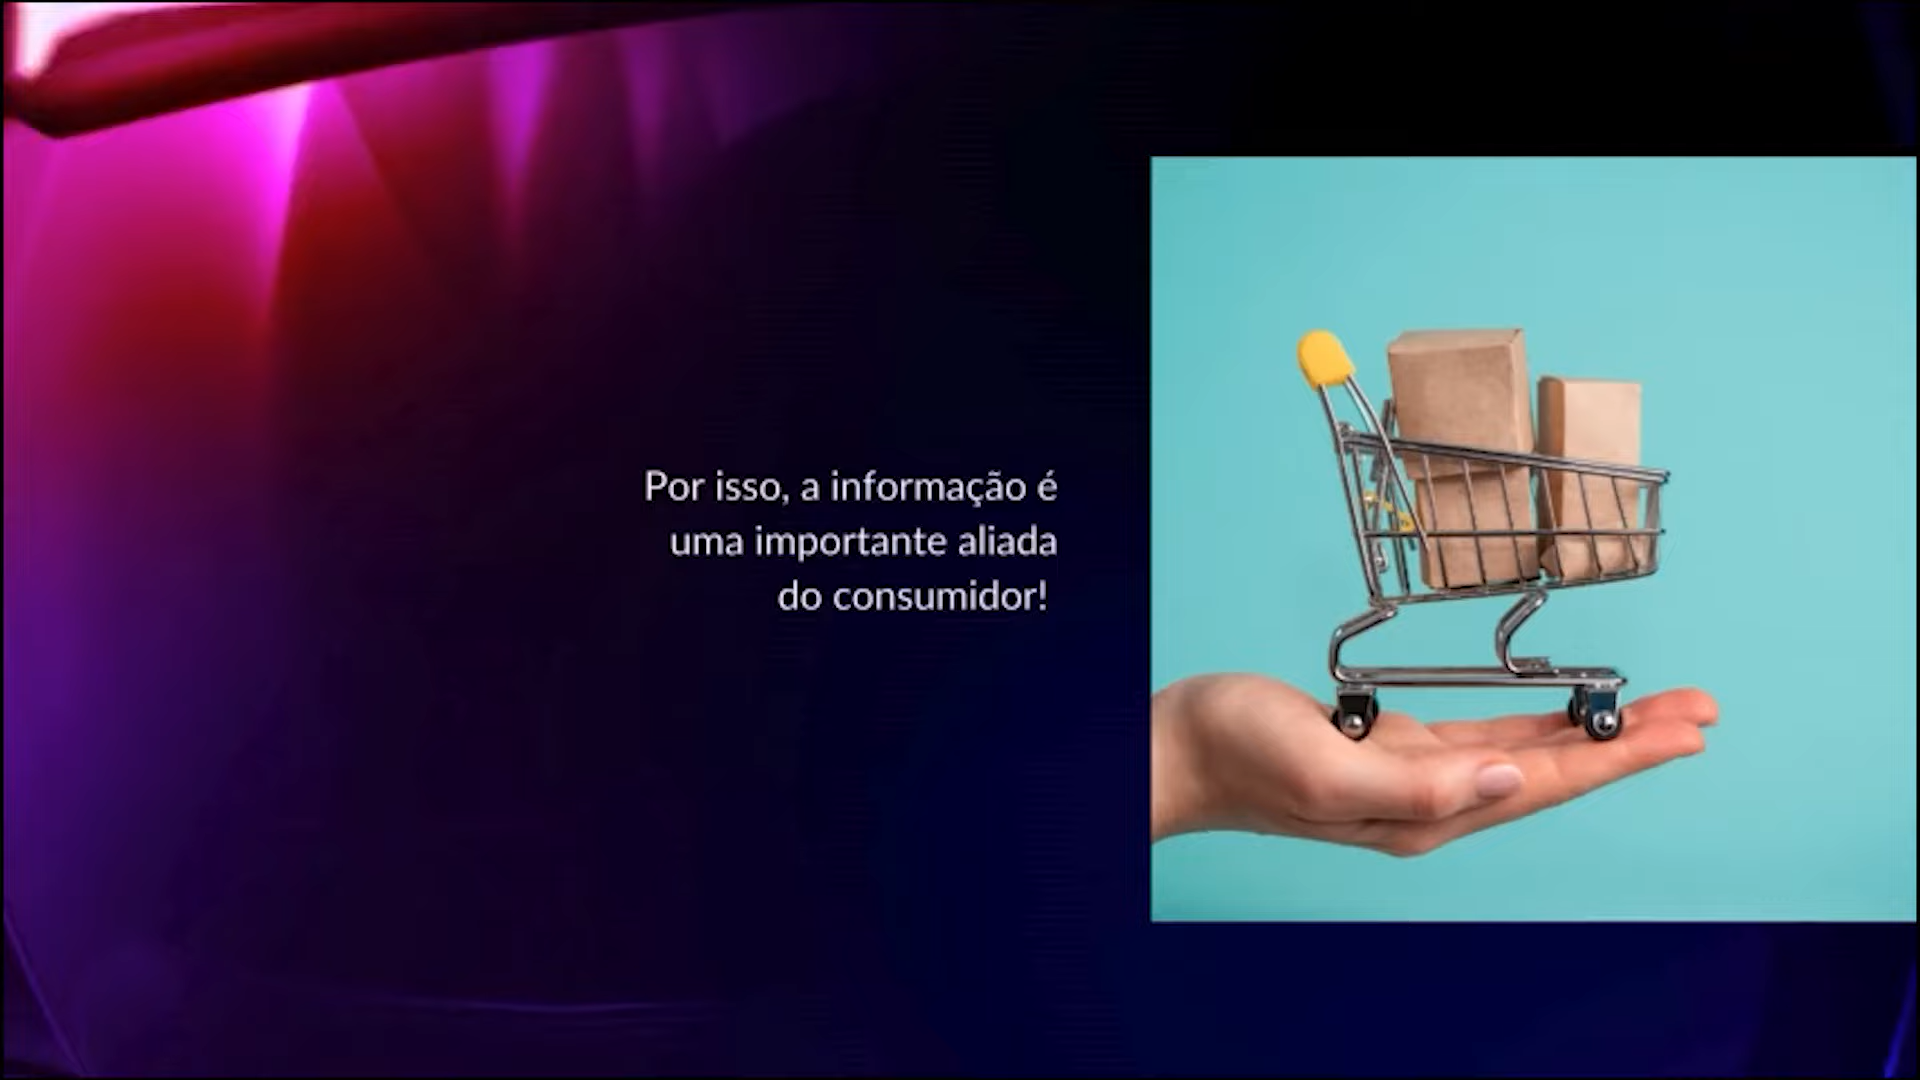 Por isso, a informação é
uma importante aliada
do consumidor!